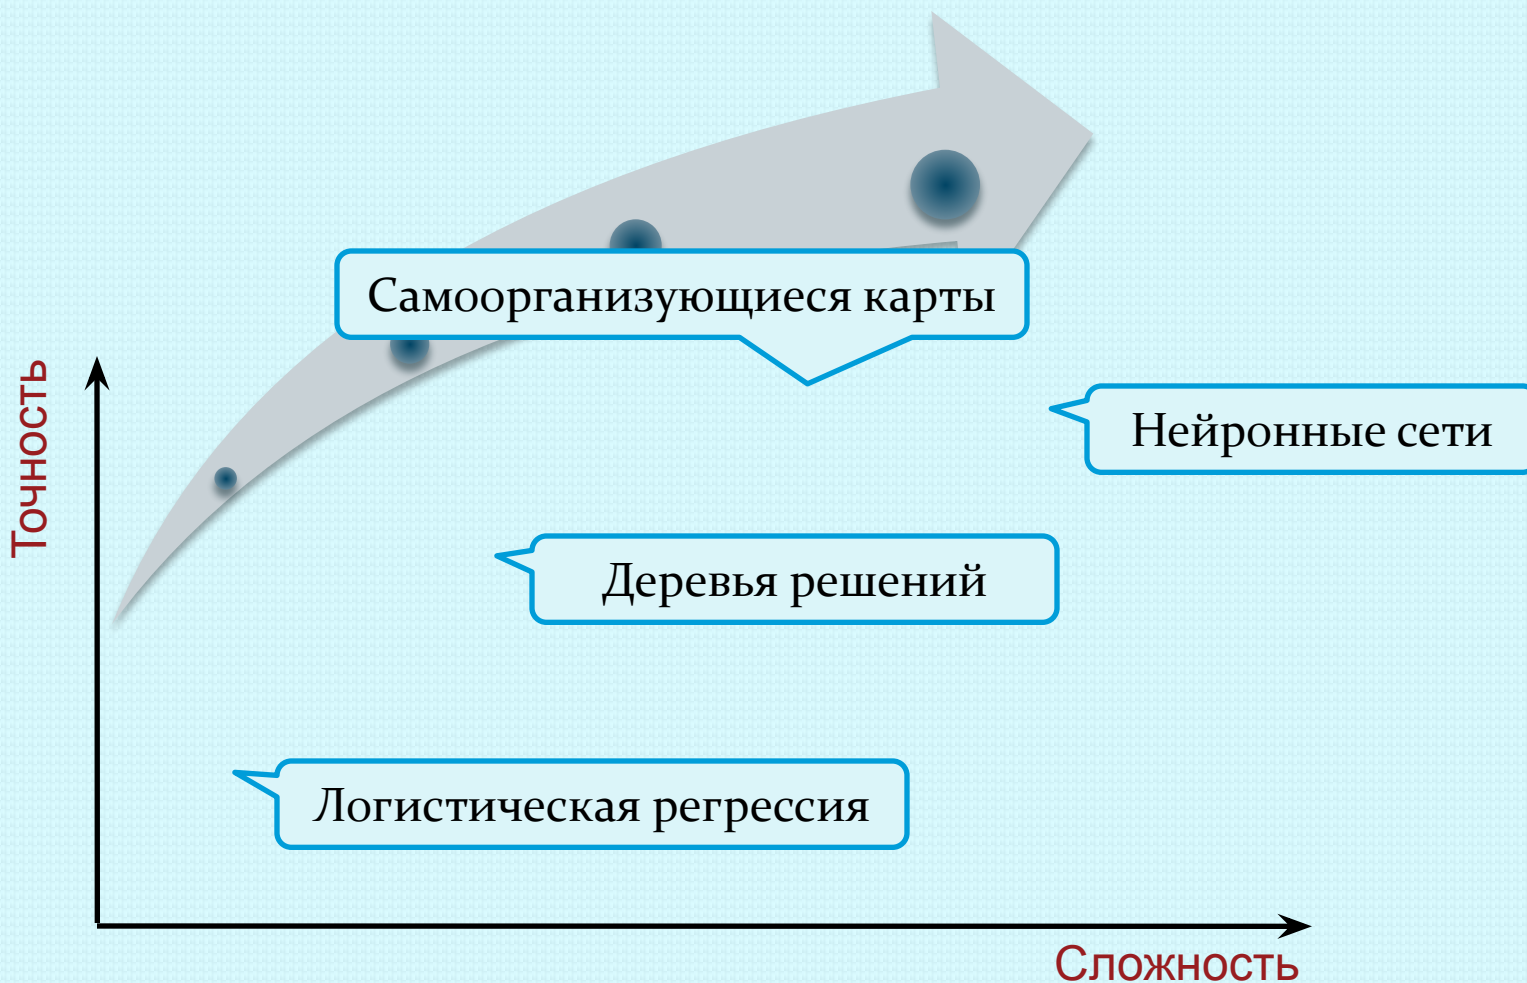 Самоорганизующиеся карты
Точность
Нейронные сети
Деревья решений
Логистическая регрессия
Сложность